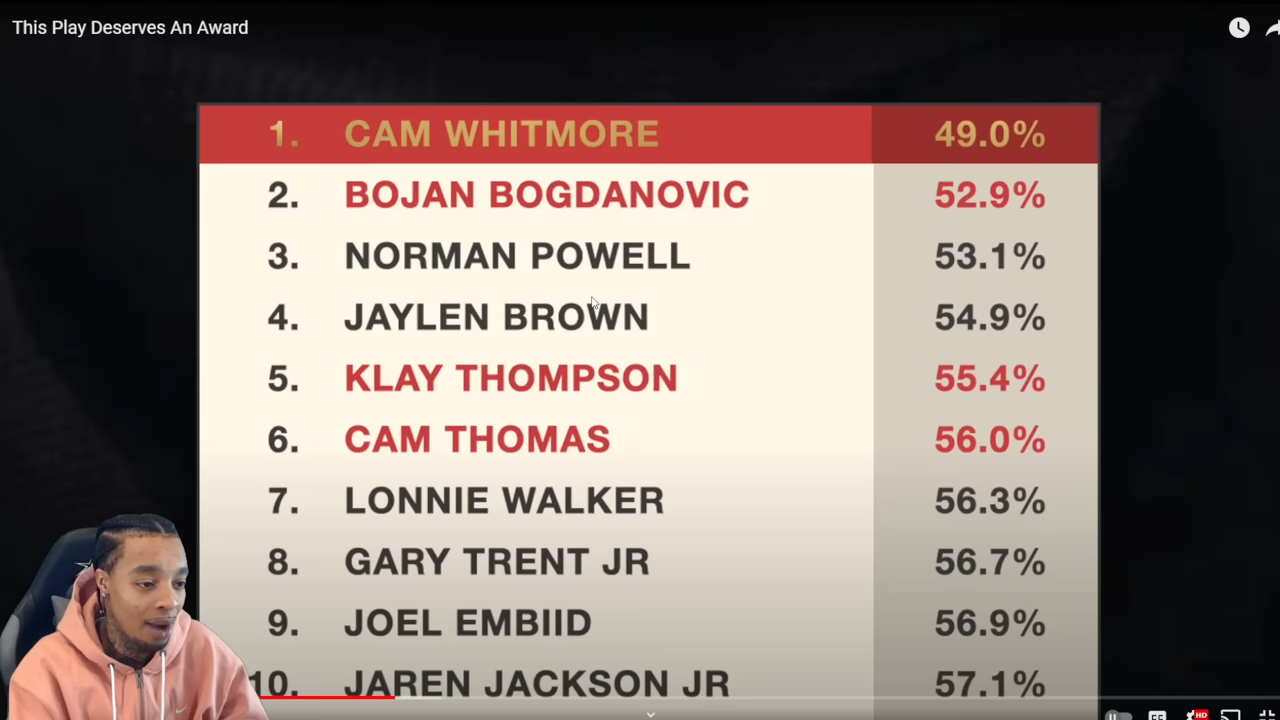 This Play Deserves An Award
1. CAM WHITMORE 49.0%
2. BOJAN BOGDANOVIC 52.9%
3. NORMAN POWELL 53.1%
4. JAYLEN BROWN 54.9%
5. KLAY THOMPSON 55.4%
6. CAM THOMAS 56.0%
7. LONNIE WALKER 56.3%
8. GARY TRENT JR 56.7%
9. JOEL EMBIID 56.9%
10. JAREN JACKSON JR 57.1%
HD